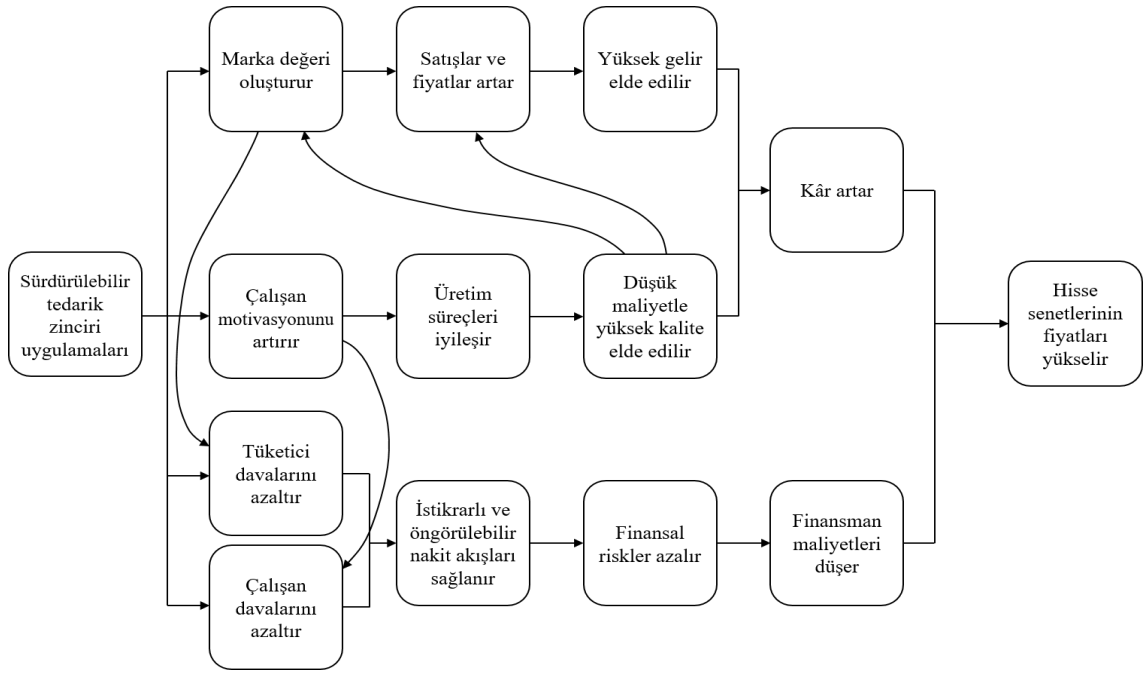 Marka değeri
oluşturur
Satışlar ve
fiyatlar artar
Yüksek gelir
elde edilir
Kâr artar
Sürdürülebilir
tedarik
zinciri
uygulamaları
Çalışan
motivasyonunu
artırır
Üretim
süreçleri
iyileşir
Düşük
maliyetle
yüksek kalite
elde edilir
Hisse
senetlerinin
fiyatları
yükselir
Tüketici
davalarını
azaltır
Çalışan
davalarını
azaltır
İstikrarlı ve
öngörülebilir
nakit akışları
sağlanır
Finansal
riskler azalır
Finansman
maliyetleri
düşer